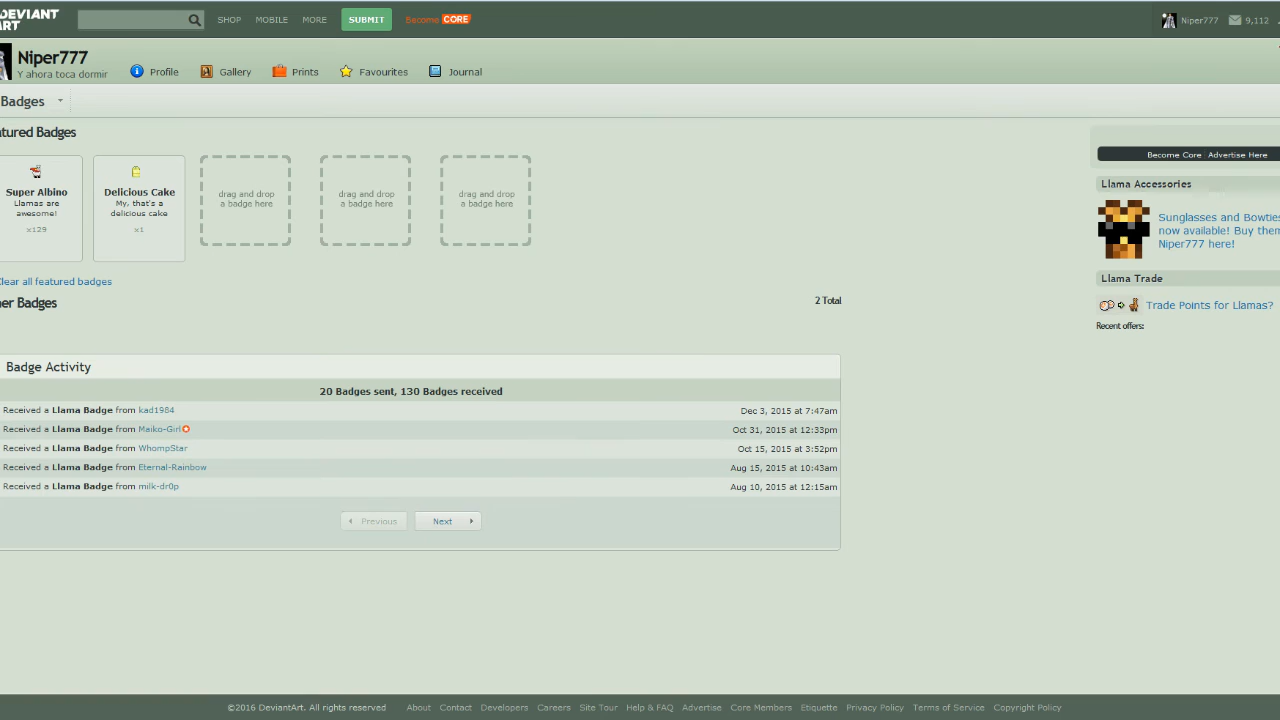 DEVIANT
ART
SHOP
MOBILE
MORE
SUBMIT
Become CORE
Niper777
9,112
Niper777
Y ahora toca dormir
Profile
Gallery
Prints
Favourites
Journal
Badges
tured Badges
Super Albino
Llamas are
awesome!
x129
Delicious Cake
My, that's a
delicious cake
x1
drag and drop
a badge here
drag and drop
a badge here
drag and drop
a badge here
Clear all featured badges
er Badges
2 Total
Badge Activity
20 Badges sent, 130 Badges received
Received a Llama Badge from kad1984 Dec 3, 2015 at 7:47am
Received a Llama Badge from Maiko-Girl Oct 31, 2015 at 12:33pm
Received a Llama Badge from WhompStar Oct 15, 2015 at 3:52pm
Received a Llama Badge from Eternal-Rainbow Aug 15, 2015 at 10:43am
Received a Llama Badge from milk-dr0p Aug 10, 2015 at 12:15am
Previous
Next
Become Core Advertise Here
Llama Accessories
Sunglasses and Bowties
now available! Buy them
Niper777 here!
Llama Trade
Trade Points for Llamas?
Recent offers:
©2016 DeviantArt. All rights reserved About Contact Developers Careers Site Tour Help & FAQ Advertise Core Members Etiquette Privacy Policy Terms of Service Copyright Policy